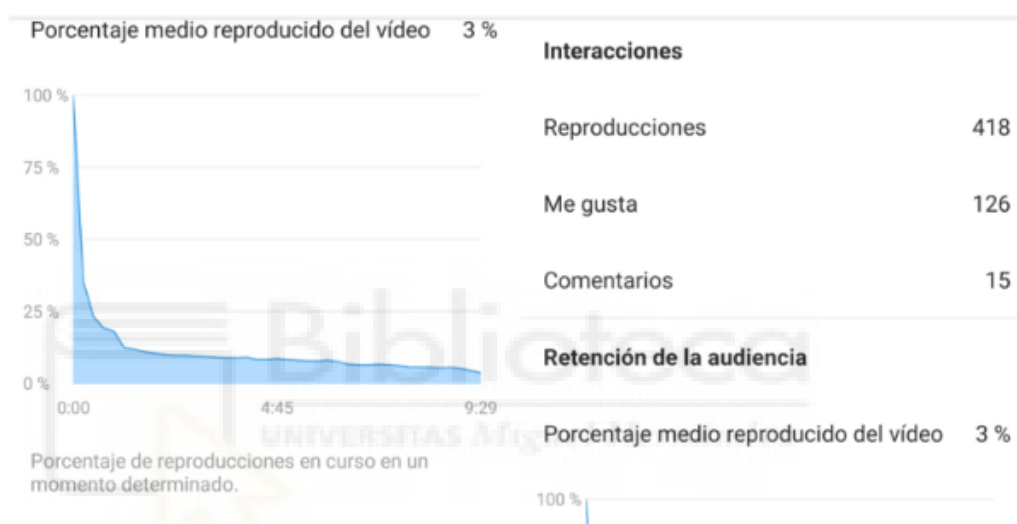 Porcentaje medio reproducido del vídeo 3 %
100 %
75 %
50 %
25 %
0 %
0:00 4:45 9:29
Porcentaje de reproducciones en curso en un
momento determinado.
Interacciones
Reproducciones 418
Me gusta 126
Comentarios 15
Retención de la audiencia
Porcentaje medio reproducido del vídeo 3 %
100 %
Biblioteca
UNIVERSITAS Miguel